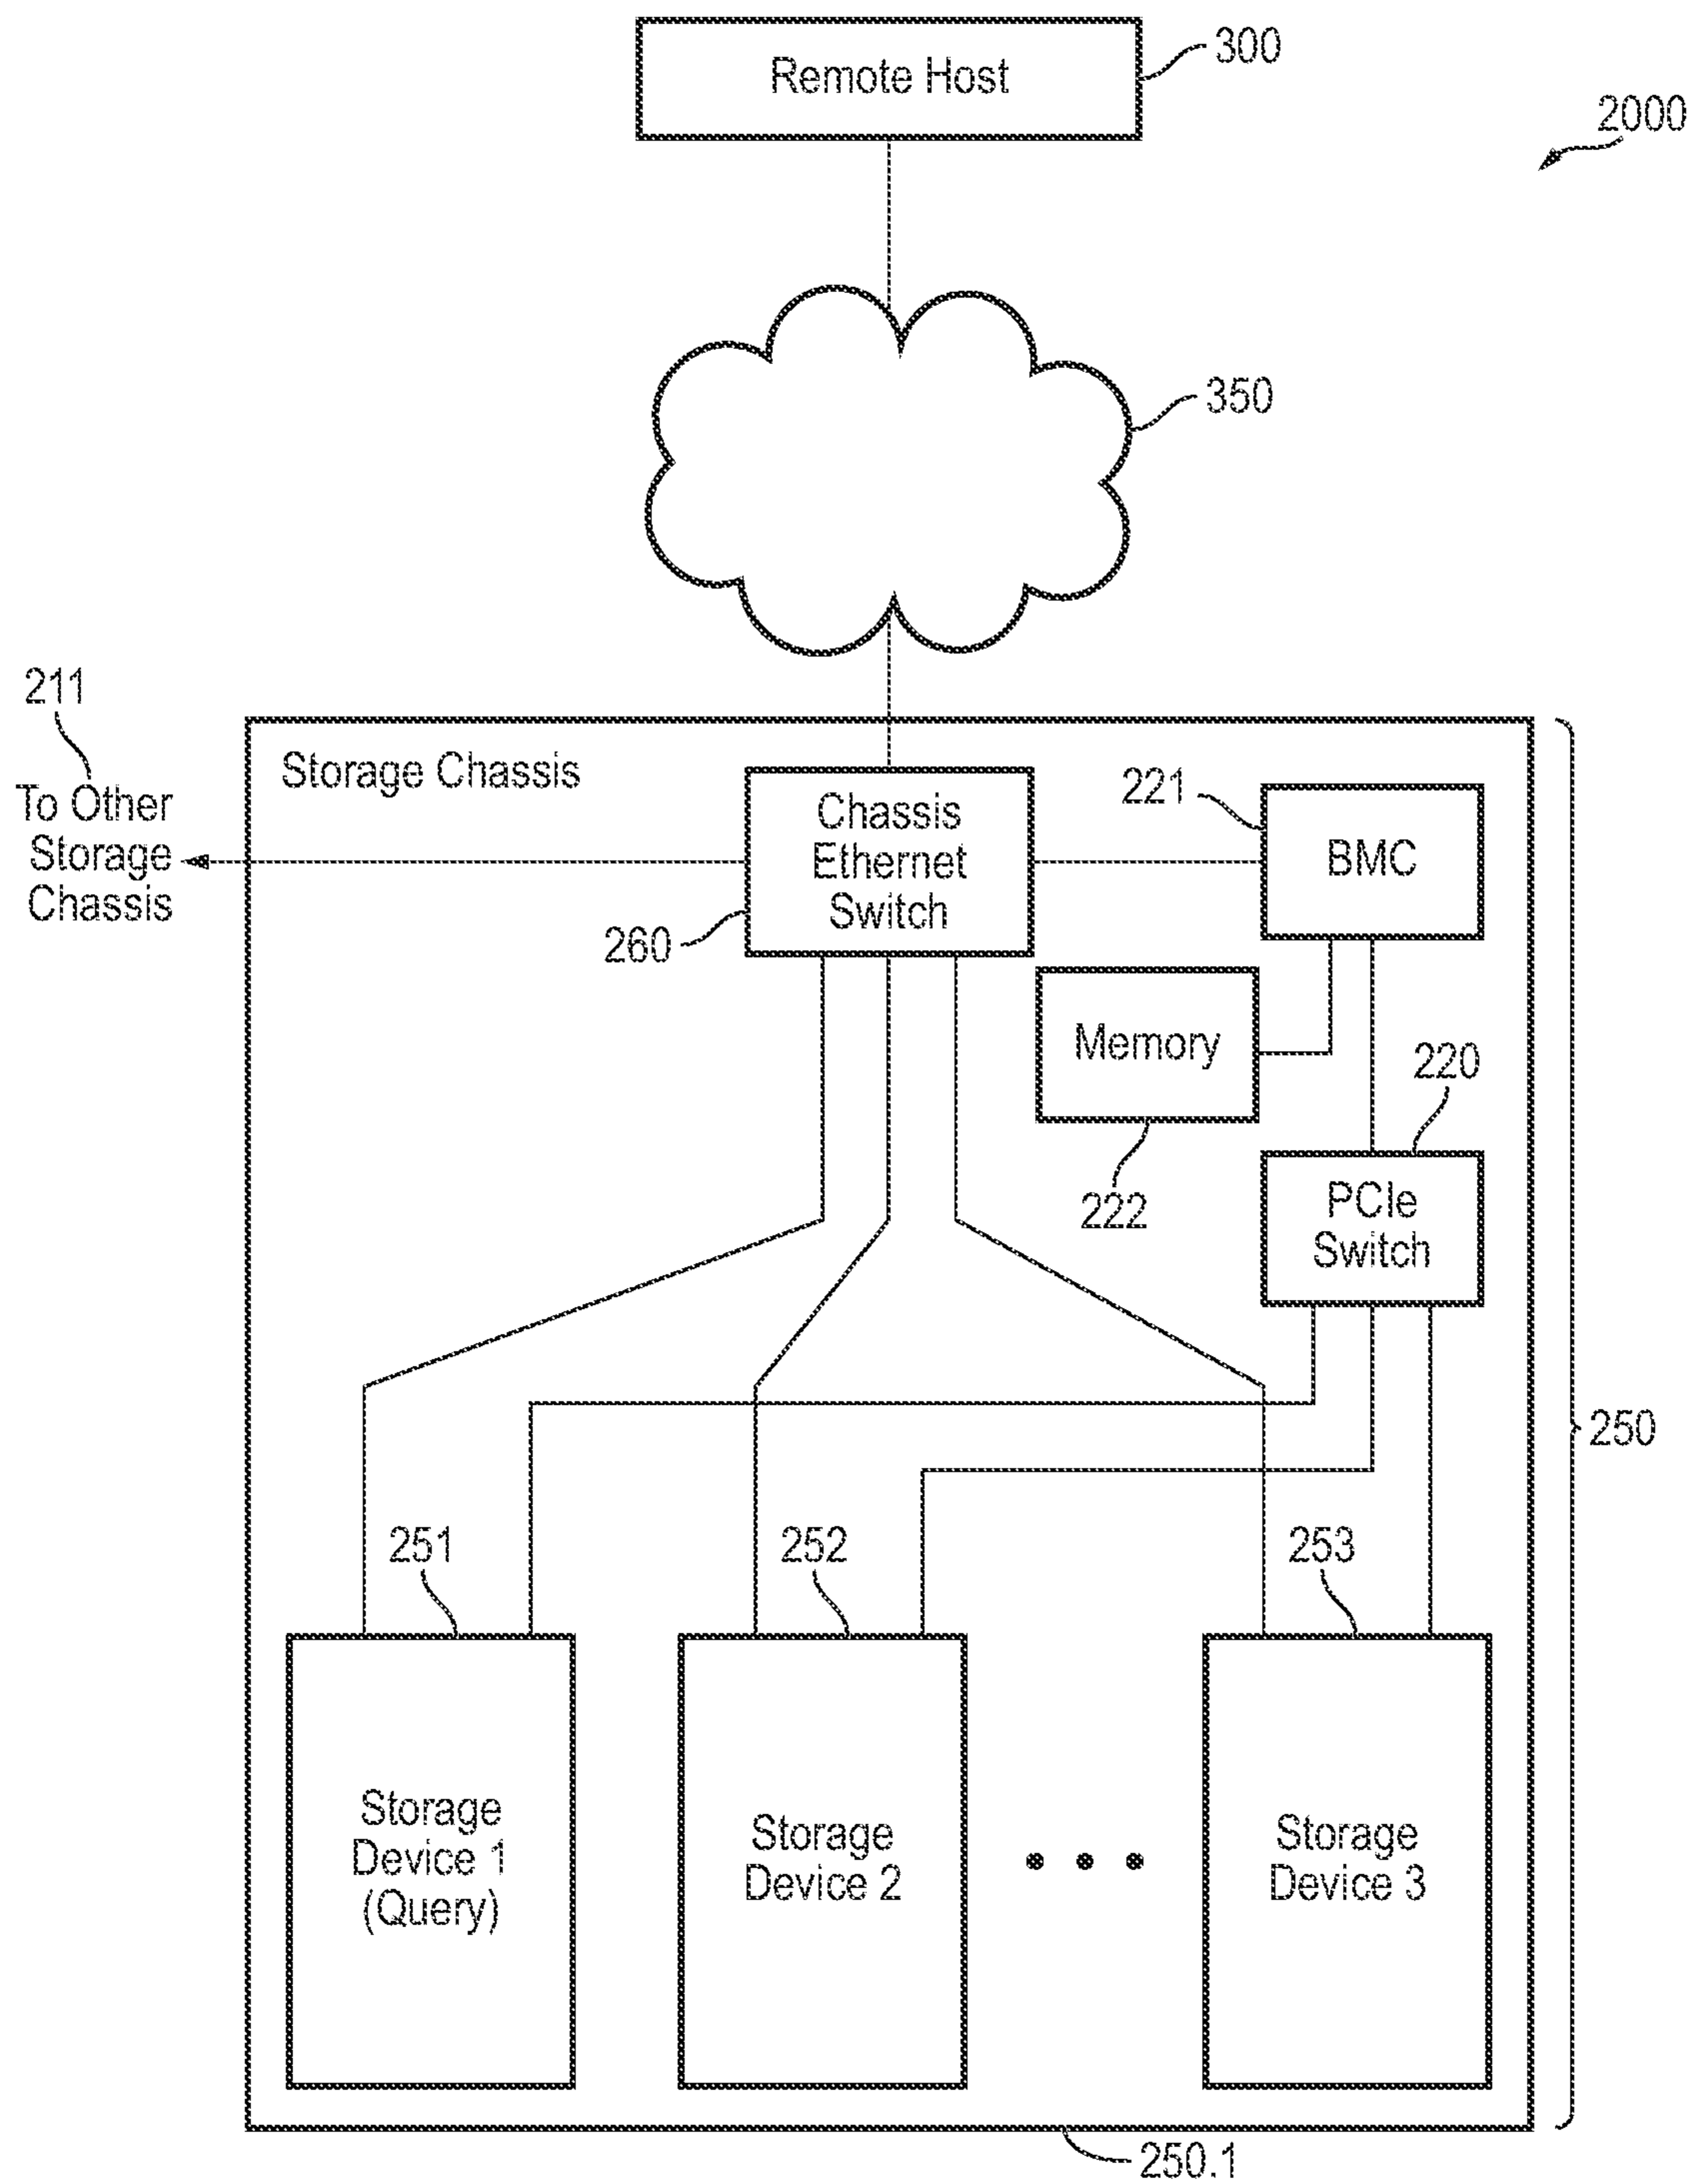 Remote Host
300
2000
350
211
To Other
Storage
Chassis
Storage Chassis
Chassis
Ethernet
Switch
260
221
BMC
Memory
222
220
PCIe
Switch
250
251
252
253
Storage
Device 1
(Query)
Storage
Device 2
Storage
Device 3
250.1